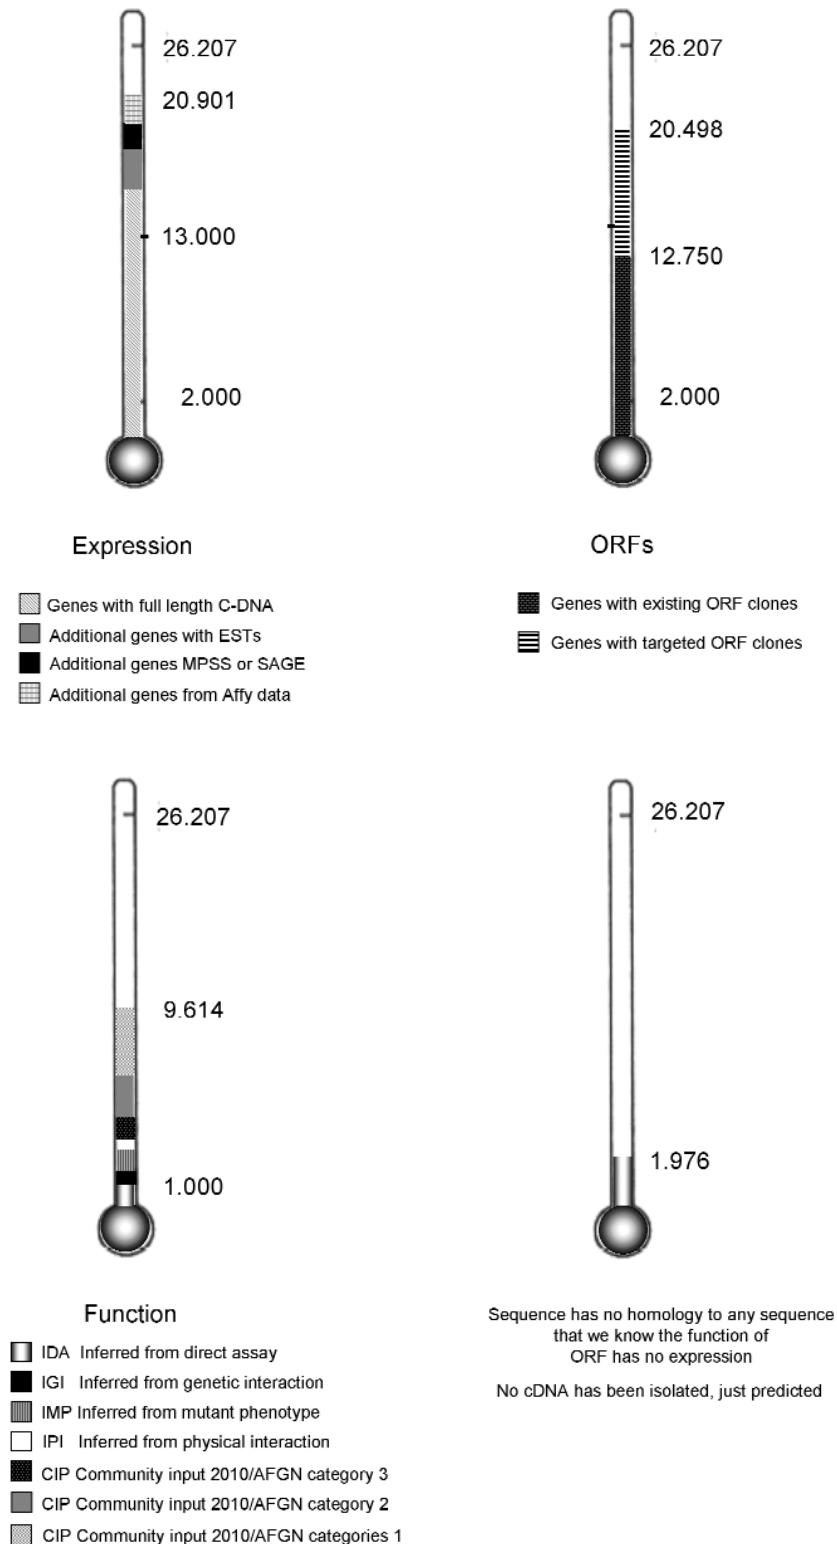 26.207
20.901
13.000
2.000
Expression
Genes with full length C-DNA
Additional genes with ESTs
Additional genes MPSS or SAGE
Additional genes from Affy data
26.207
20.498
12.750
2.000
ORFs
Genes with existing ORF clones
Genes with targeted ORF clones
26.207
9.614
1.000
Function
IDA Inferred from direct assay
IGI Inferred from genetic interaction
IMP Inferred from mutant phenotype
IPI Inferred from physical interaction
CIP Community input 2010/AFGN category 3
CIP Community input 2010/AFGN category 2
CIP Community input 2010/AFGN categories 1
26.207
1.976
Sequence has no homology to any sequence
that we know the function of
ORF has no expression
No cDNA has been isolated, just predicted